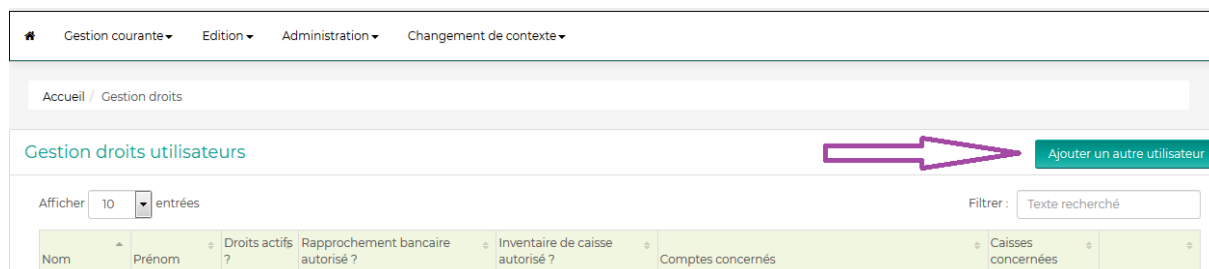 Gestion courante Edition Administration Changement de contexte
Accueil / Gestion droits
Gestion droits utilisateurs
Ajouter un autre utilisateur
Afficher 10 entrées
Filtrer : Texte recherché
Nom Prénom Droits actifs ? Rapprochement bancaire autorisé ? Inventaire de caisse autorisé ? Comptes concernés Caisses concernées